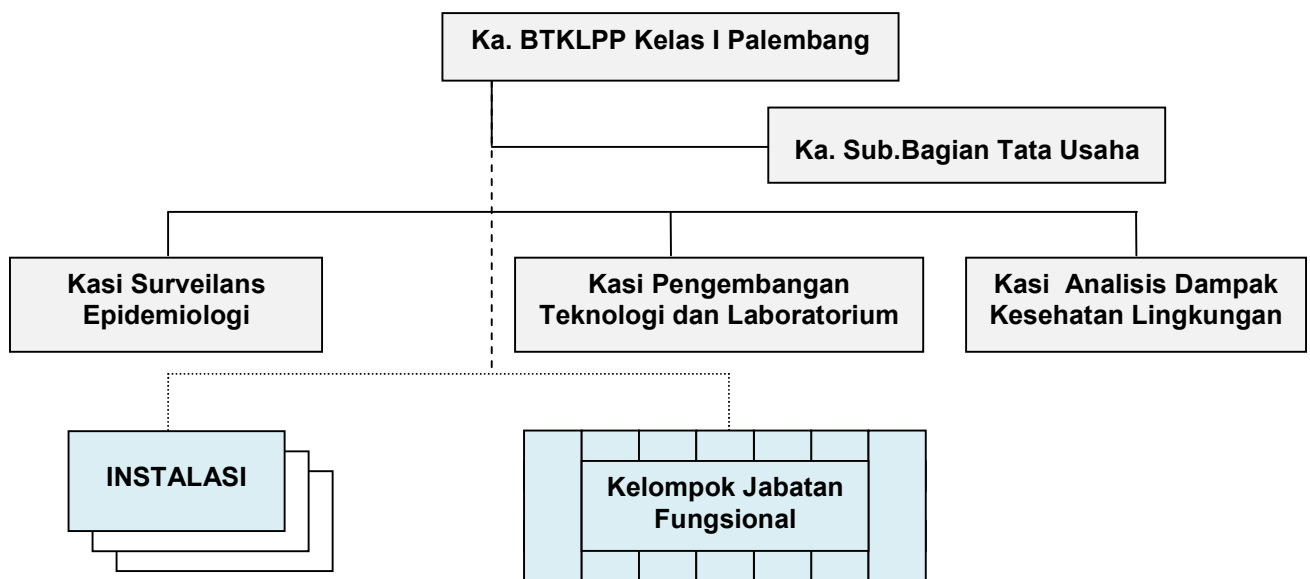 Ka. BTKLPP Kelas I Palembang
Ka. Sub.Bagian Tata Usaha
Kasi Surveilans
Epidemiologi
Kasi Pengembangan
Teknologi dan Laboratorium
Kasi Analisis Dampak
Kesehatan Lingkungan
INSTALASI
Kelompok Jabatan
Fungsional